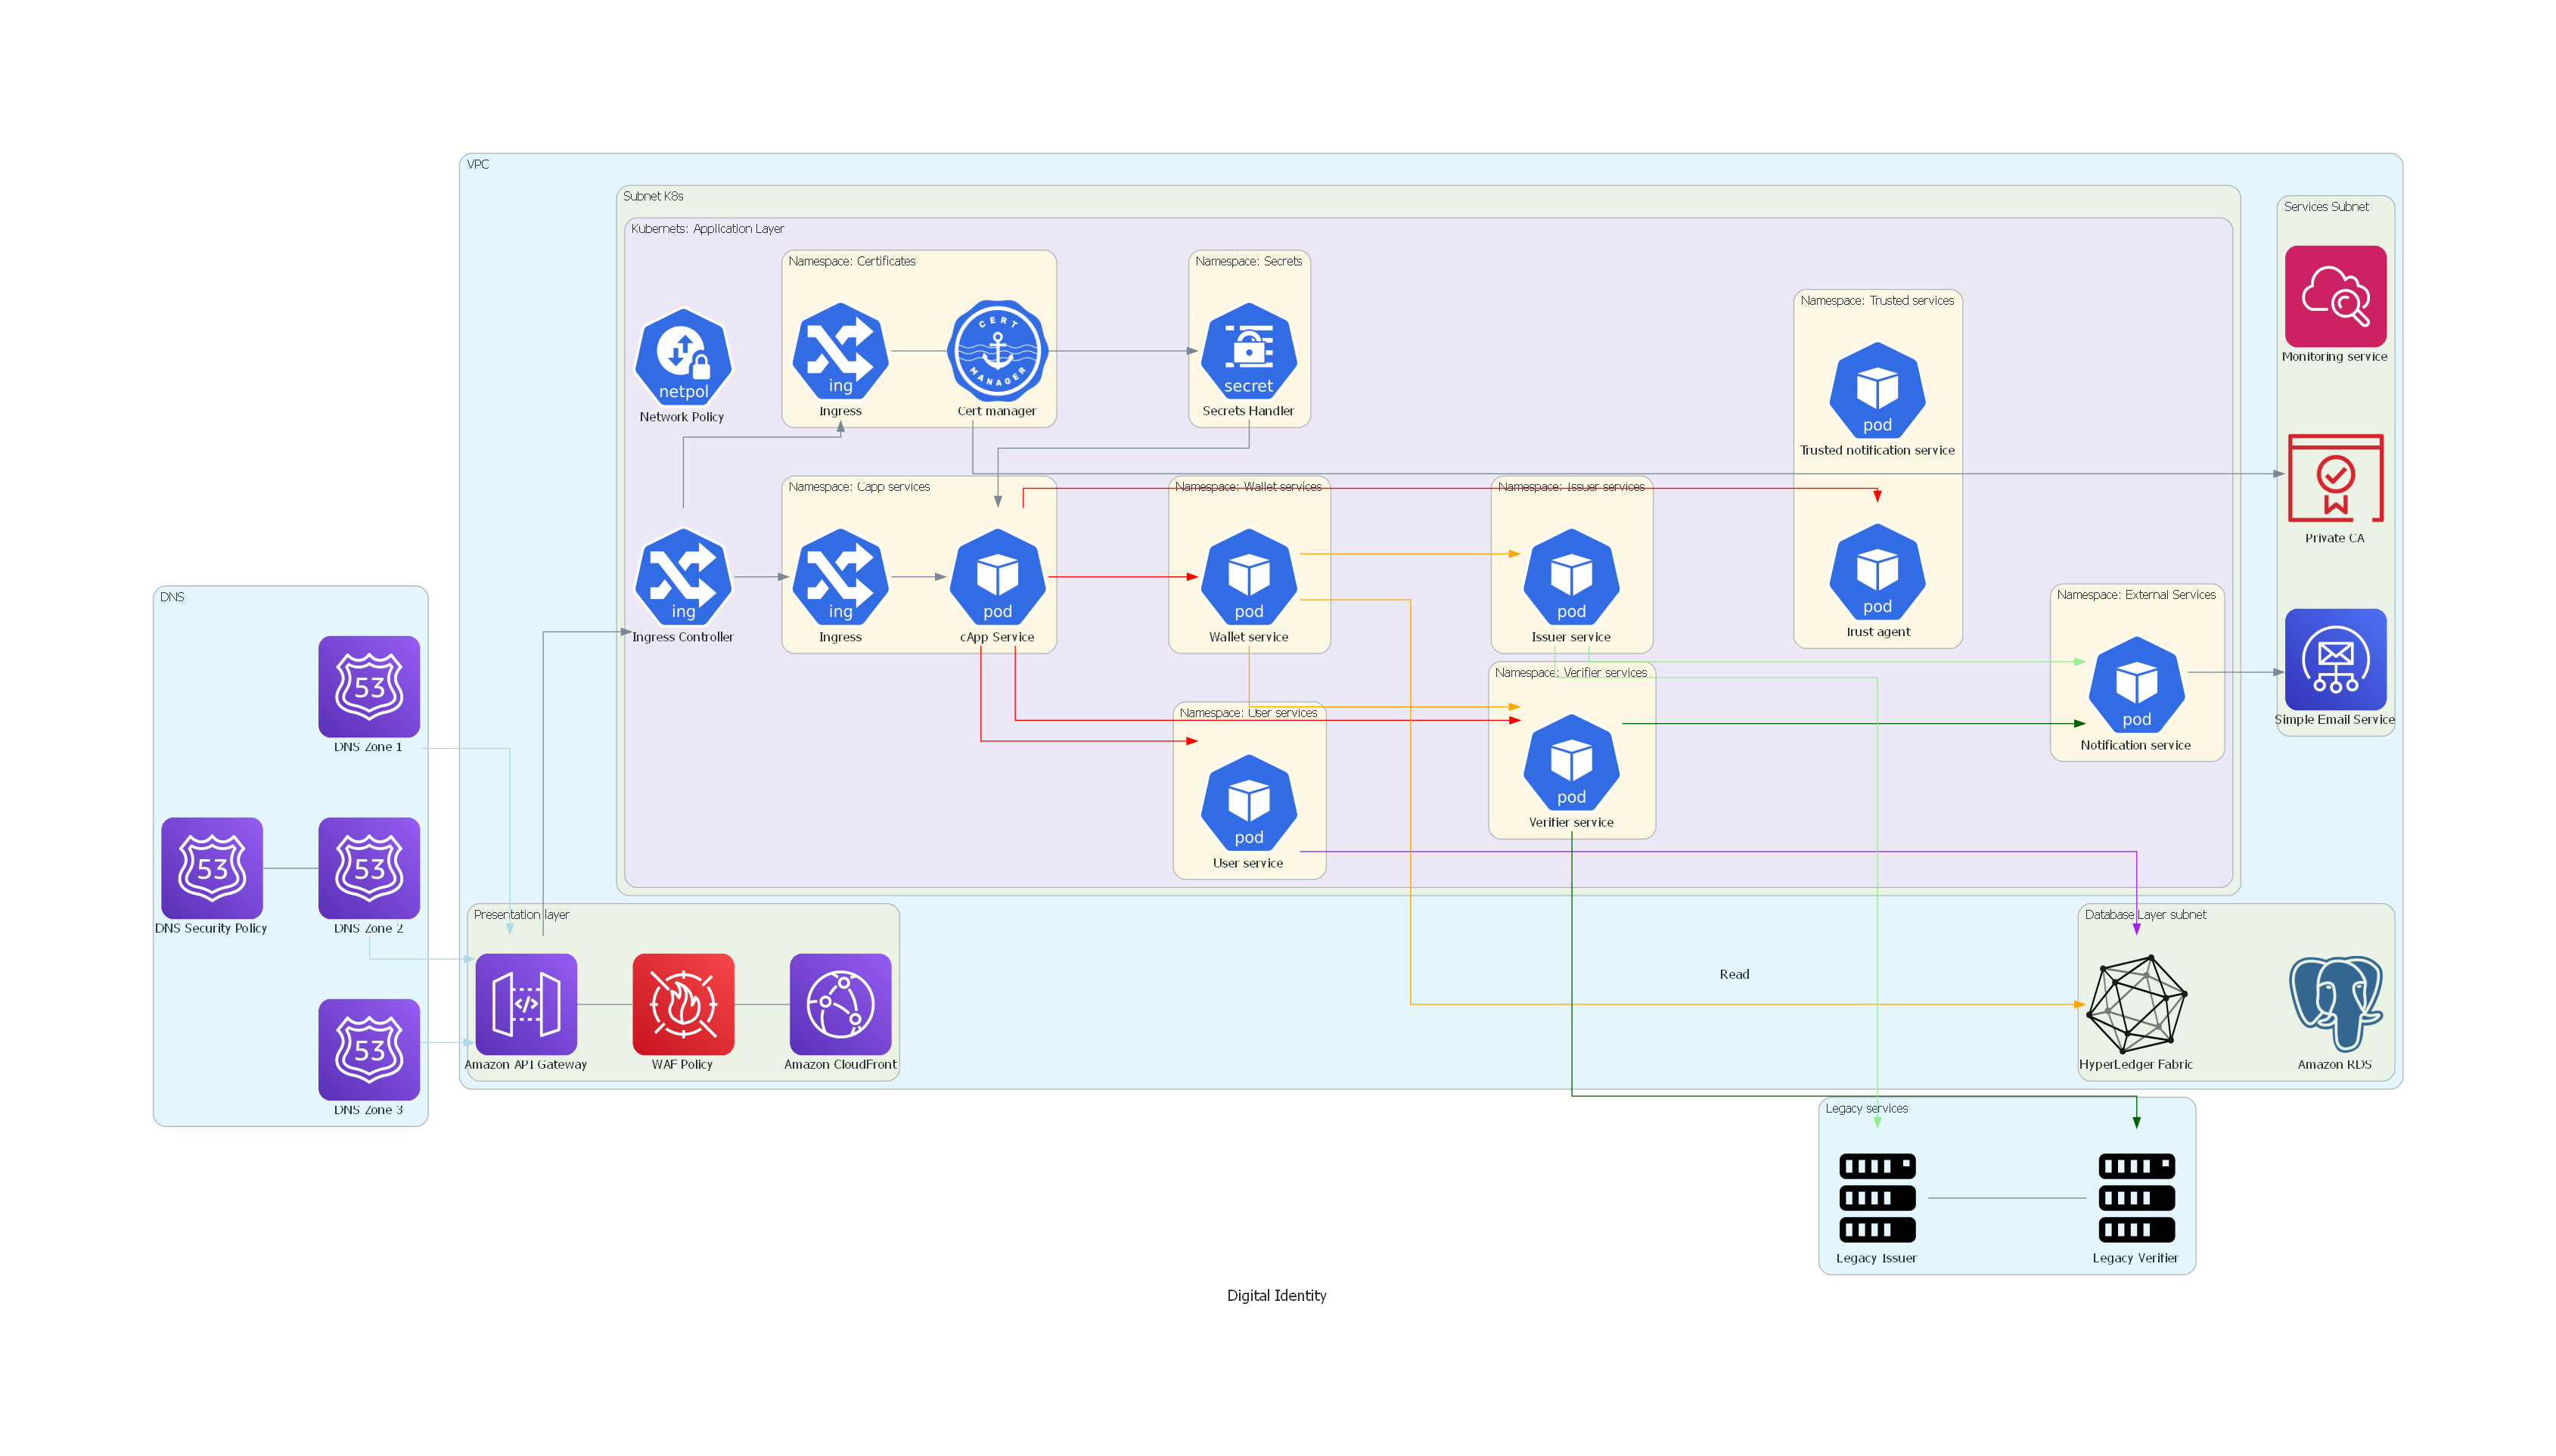 VPC
Subnet K8s
Kubernets: Application Layer
Services Subnet
Namespace: Certificates
Namespace: Secrets
Namespace: Trusted services
netpol
Network Policy
ing
Ingress
CERT
MANAGER
Cert manager
secret
Secrets Handler
pod
Trusted notification service
Monitoring service
Namespace: Capp services
Namespace: Wallet services
Namespace: Issuer services
Private CA
ing
Ingress Controller
ing
Ingress
pod
cApp Service
pod
Wallet service
pod
Issuer service
pod
Trust agent
Namespace: External Services
pod
Notification service
Simple Email Service
DNS
53
DNS Zone 1
Namespace: User services
Namespace: Verifier services
pod
User service
pod
Verifier service
53
DNS Security Policy
53
DNS Zone 2
53
DNS Zone 3
Presentation layer
</>
Amazon API Gateway
WAF Policy
Amazon CloudFront
Read
Database Layer subnet
HyperLedger Fabric
Amazon RDS
Legacy services
Legacy Issuer
Legacy Verifier
Digital Identity